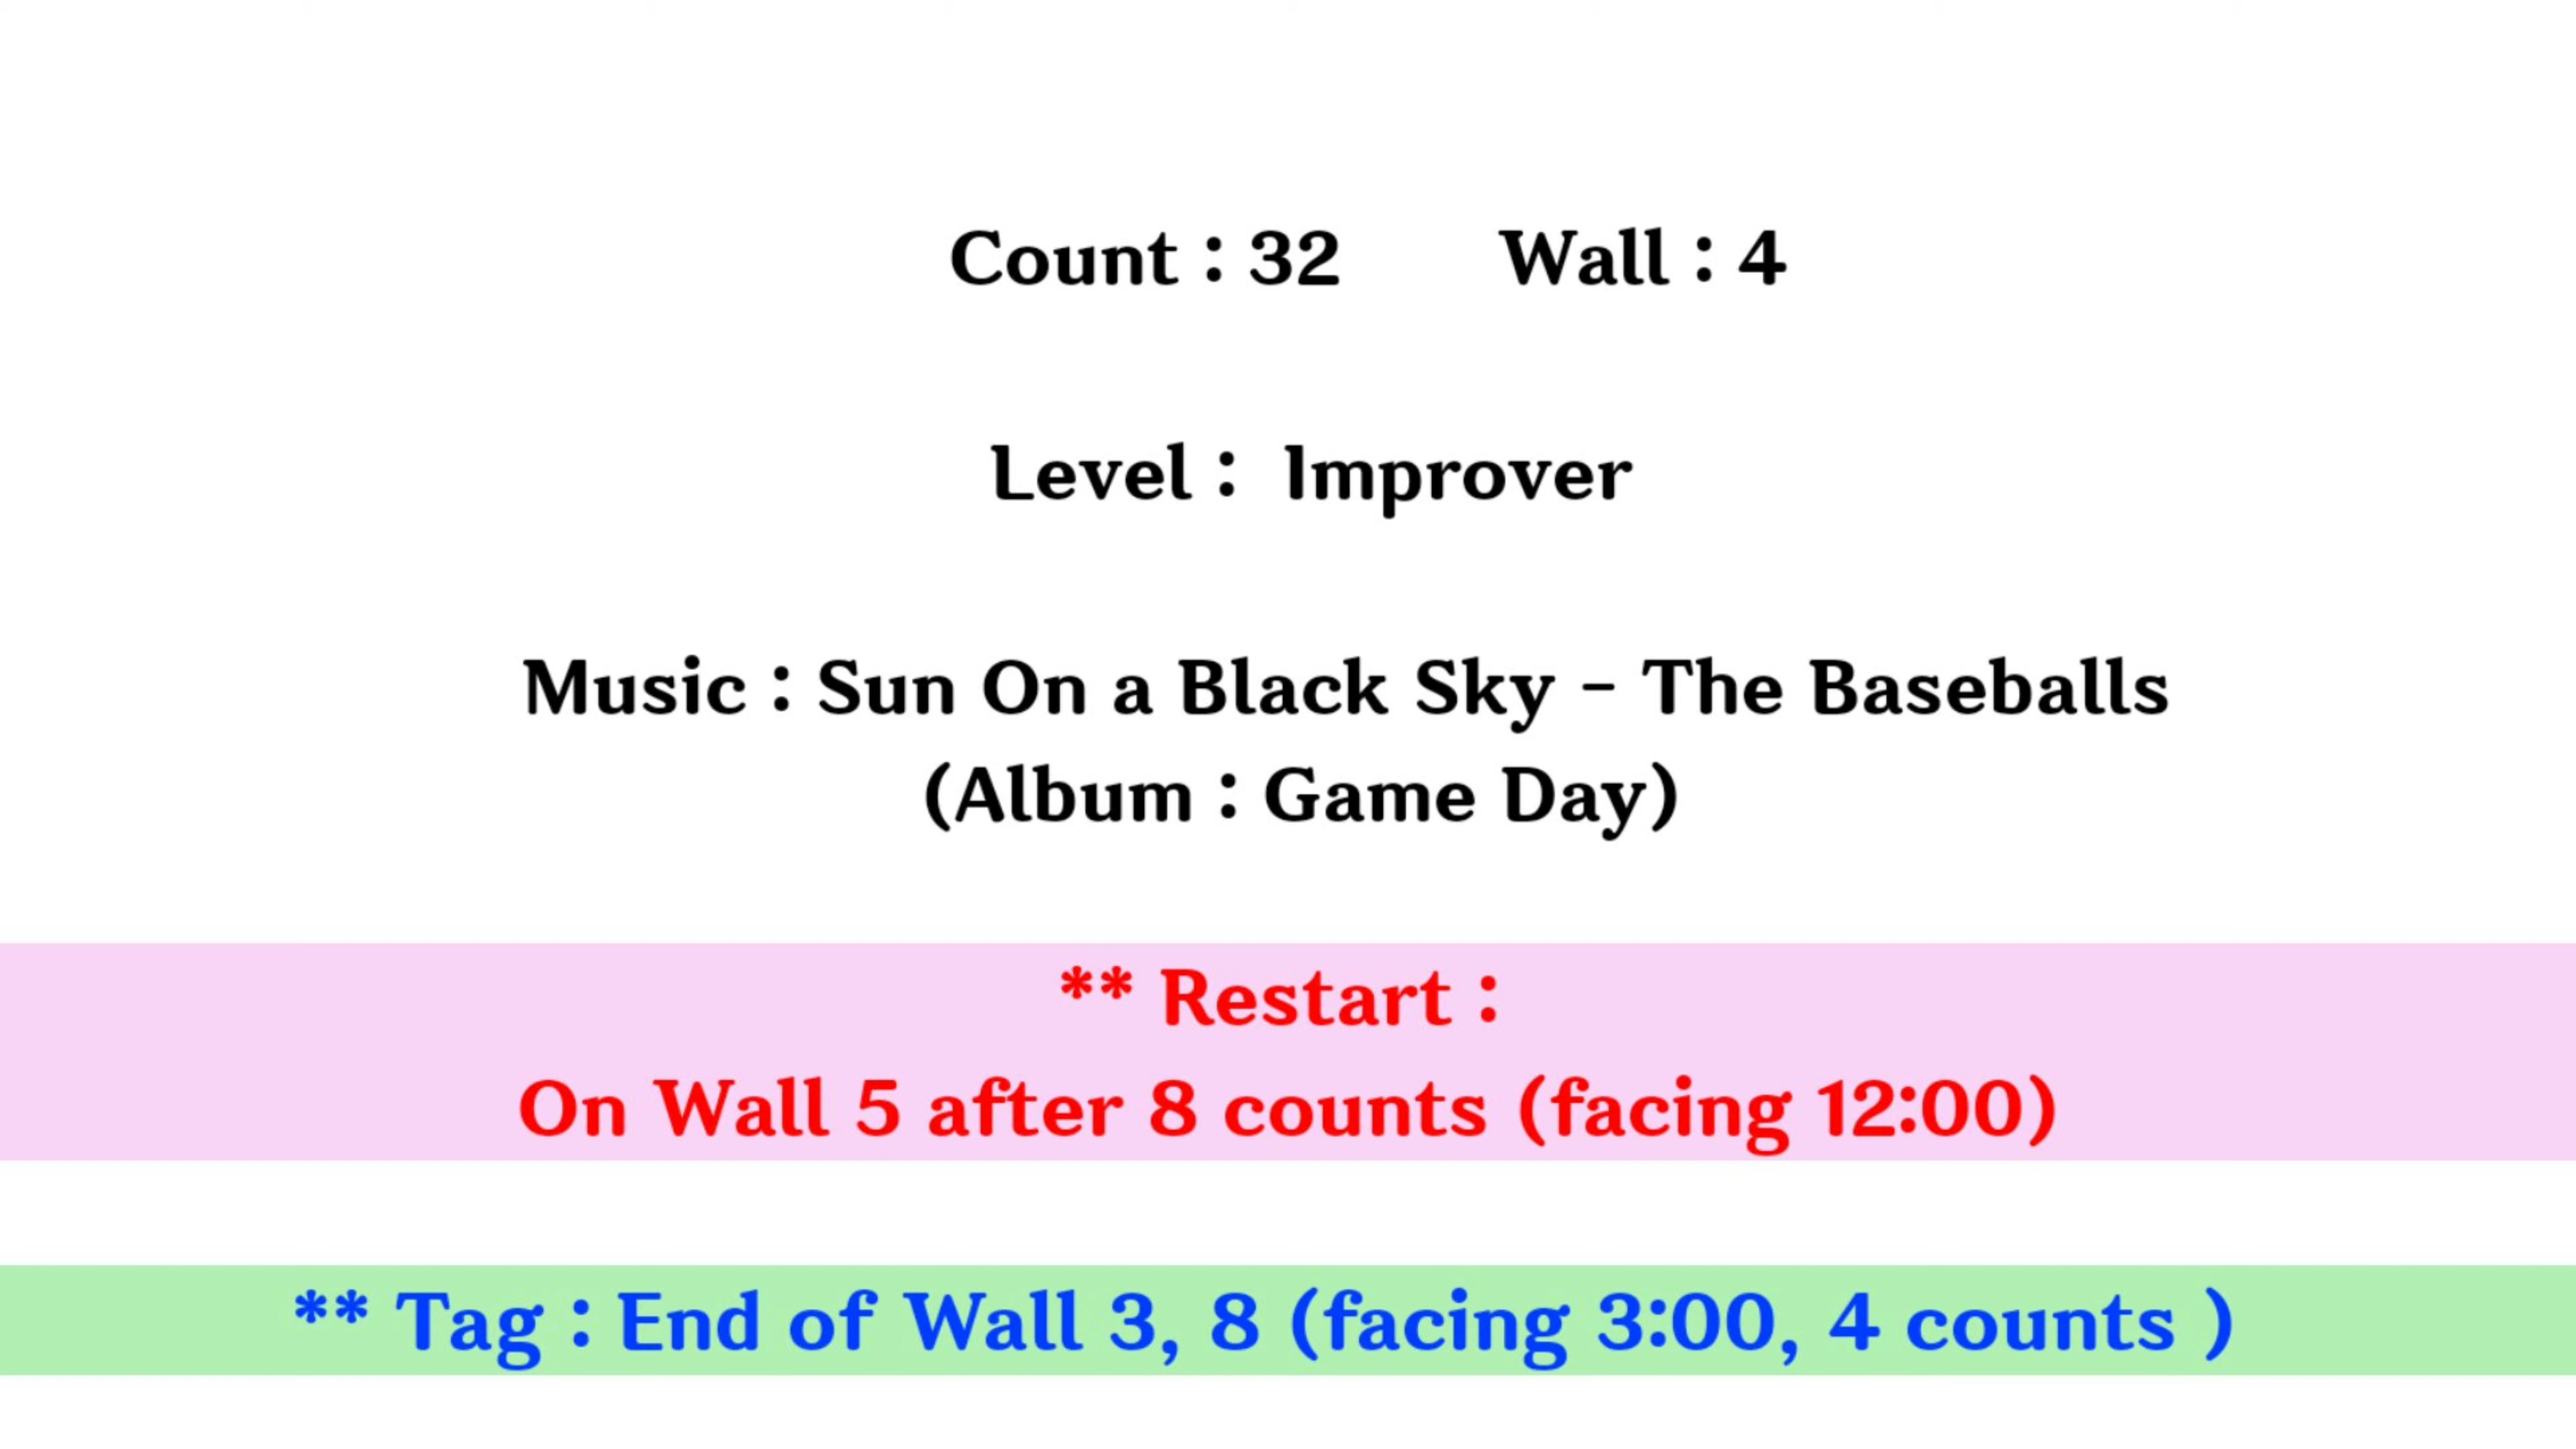 Count : 32 Wall : 4
Level : Improver
Music : Sun On a Black Sky - The Baseballs
(Album : Game Day)
** Restart :
On Wall 5 after 8 counts (facing 12:00)
** Tag : End of Wall 3, 8 (facing 3:00, 4 counts )